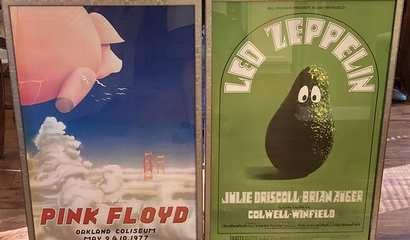 PINK FLOYD
OAKLAND COLISEUM
MAY 9 & 10, 1977
LED ZEPPELIN
JULIE DRISCOLL • BRIAN AUGER
COLWELL-WINFIELD